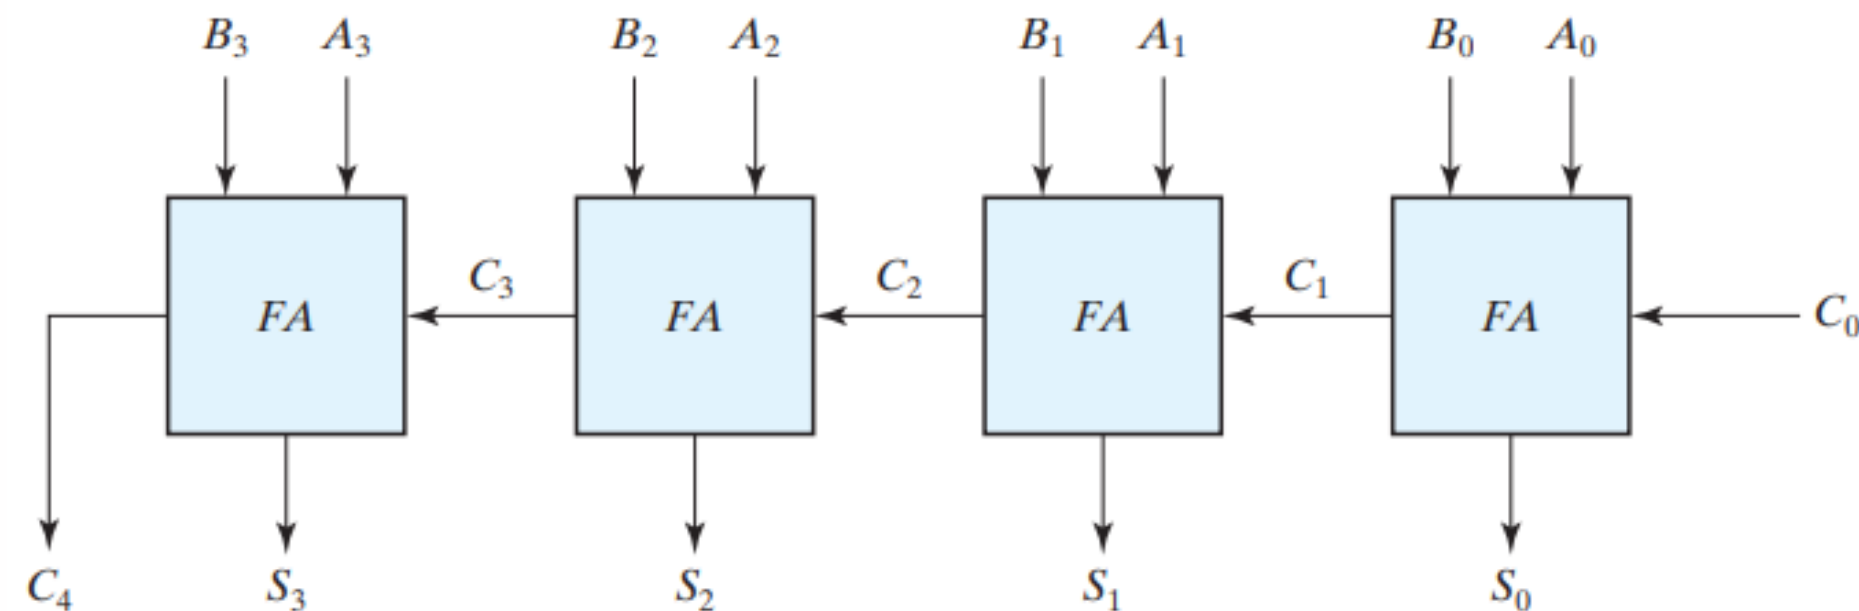 B₃ A₃ B₂ A₂ B₁ A₁ B₀ A₀
C₃ C₂ C₁
FA FA FA FA C₀
C₄ S₃ S₂ S₁ S₀